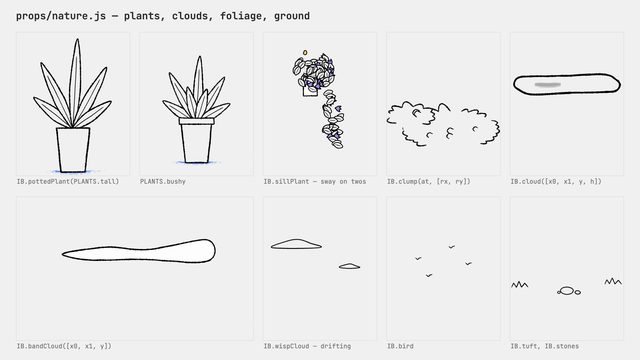 props/nature.js — plants, clouds, foliage, ground
IB.pottedPlant(PLANTS.tall)
PLANTS.bushy
IB.sillPlant — sway on twos
IB.clump(at, [rx, ry])
IB.cloud([x0, x1, y, h])
IB.bandCloud([x0, x1, y])
IB.wispCloud — drifting
IB.bird
IB.tuft, IB.stones